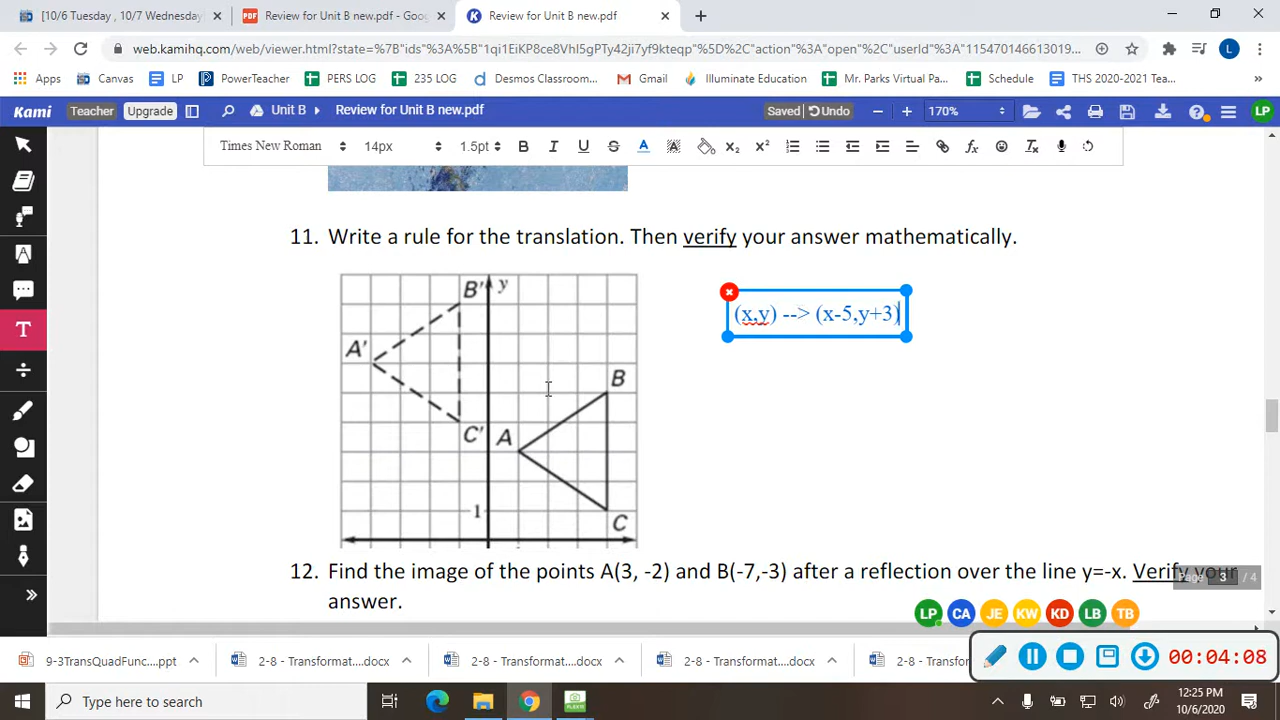 [10/6 Tuesday , 10/7 Wednesday
Review for Unit B new.pdf - Goog
Review for Unit B new.pdf
web.kamihq.com/web/viewer.html?state=%7B"ids"%3A%5B"1qi1EiKP8ce8VhI5gPTy42ji7yf9kteqp"%5D%2C"action"%3A"open"%2C"userId"%3A"115470146613019...
Apps
Canvas
LP
PowerTeacher
PERS LOG
235 LOG
Desmos Classroom...
Gmail
Illuminate Education
Mr. Parks Virtual Pa...
Schedule
THS 2020-2021 Tea...
Kami
Teacher
Upgrade
Unit B
Review for Unit B new.pdf
Saved
Undo
170%
LP
Times New Roman
14px
1.5pt
11. Write a rule for the translation. Then verify your answer mathematically.
B' y
A'
B
C' A
1
C
(x,y) --> (x-5,y+3)
12. Find the image of the points A(3, -2) and B(-7,-3) after a reflection over the line y=-x. Verify your
answer.
Page 3 / 4
LP CA JE KW KD LB TB
9-3TransQuadFunc....ppt
2-8 - Transformat....docx
2-8 - Transformat....docx
2-8 - Transformat....docx
2-8 - Transfo
00:04:08
Type here to search
12:25 PM
10/6/2020